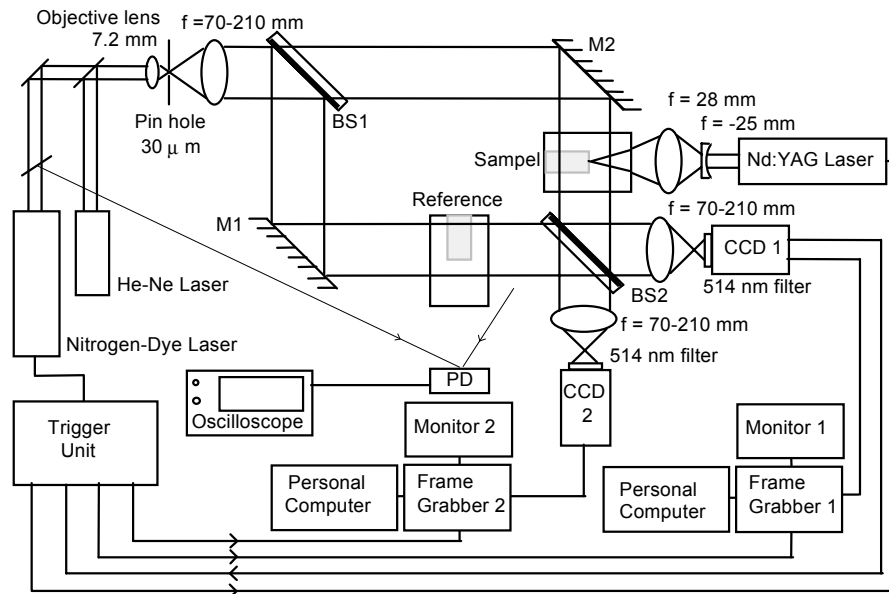 Objective lens
7.2 mm
f =70-210 mm
M2
Pin hole
30 μ m
BS1
f = 28 mm
f = -25 mm
Sampel
Nd:YAG Laser
Reference
M1
f = 70-210 mm
CCD 1
514 nm filter
BS2
He-Ne Laser
f = 70-210 mm
514 nm filter
Nitrogen-Dye Laser
PD
CCD
2
Oscilloscope
Trigger
Unit
Monitor 2
Monitor 1
Personal
Computer
Frame
Grabber 2
Personal
Computer
Frame
Grabber 1